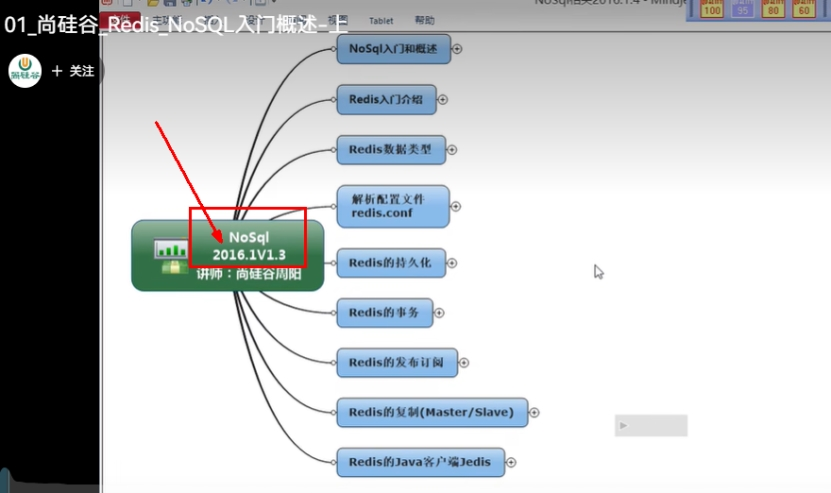 01_尚硅谷_Redis_NoSQL入门概述-上
Tablet
帮助
100
95
80
60
尚硅谷
+ 关注
NoSql入门和概述
Redis入门介绍
Redis数据类型
解析配置文件
redis.conf
NoSql
2016.1V1.3
讲师：尚硅谷周阳
Redis的持久化
Redis的事务
Redis的发布订阅
Redis的复制(Master/Slave)
Redis的Java客户端Jedis